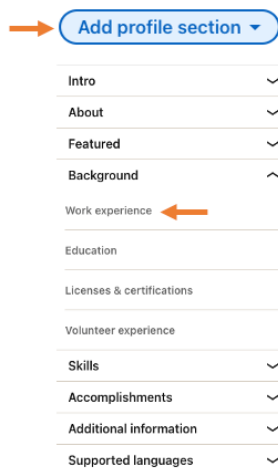 Add profile section
Intro
About
Featured
Background
Work experience
Education
Licenses & certifications
Volunteer experience
Skills
Accomplishments
Additional information
Supported languages